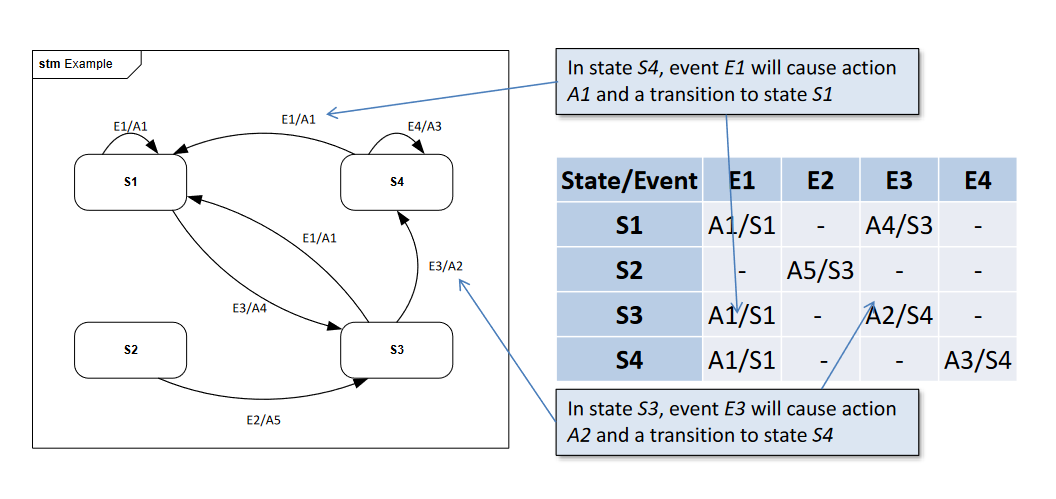 stm Example
E1/A1
E1/A1
E4/A3
S1
S4
E1/A1
E3/A2
E3/A4
S2
S3
E2/A5
In state S4, event E1 will cause action
A1 and a transition to state S1
State/Event E1 E2 E3 E4
S1 A1/S1 - A4/S3 -
S2 - A5/S3 - -
S3 A1/S1 - A2/S4 -
S4 A1/S1 - - A3/S4
In state S3, event E3 will cause action
A2 and a transition to state S4